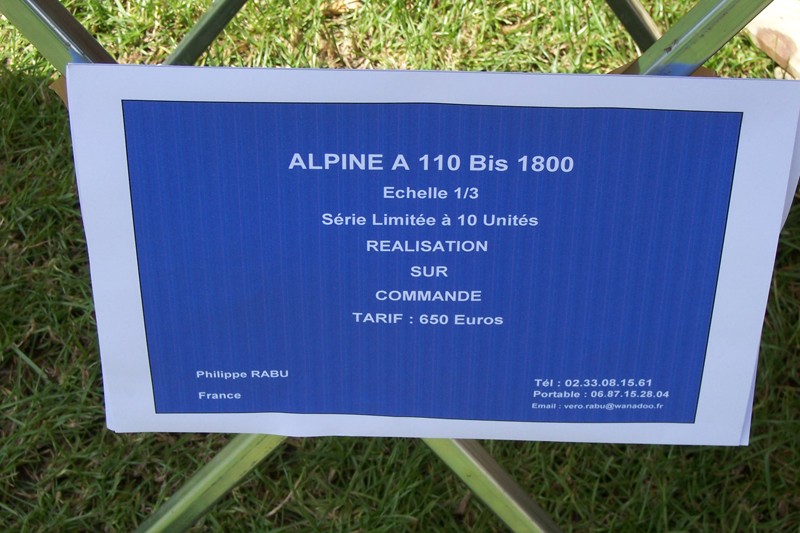 ALPINE A 110 Bis 1800
Echelle 1/3
Série Limitée à 10 Unités
REALISATION
SUR
COMMANDE
TARIF : 650 Euros
Philippe RABU
France
Tél : 02.33.08.15.61
Portable : 06.87.15.28.04
Email : vero.rabu@wanadoo.fr